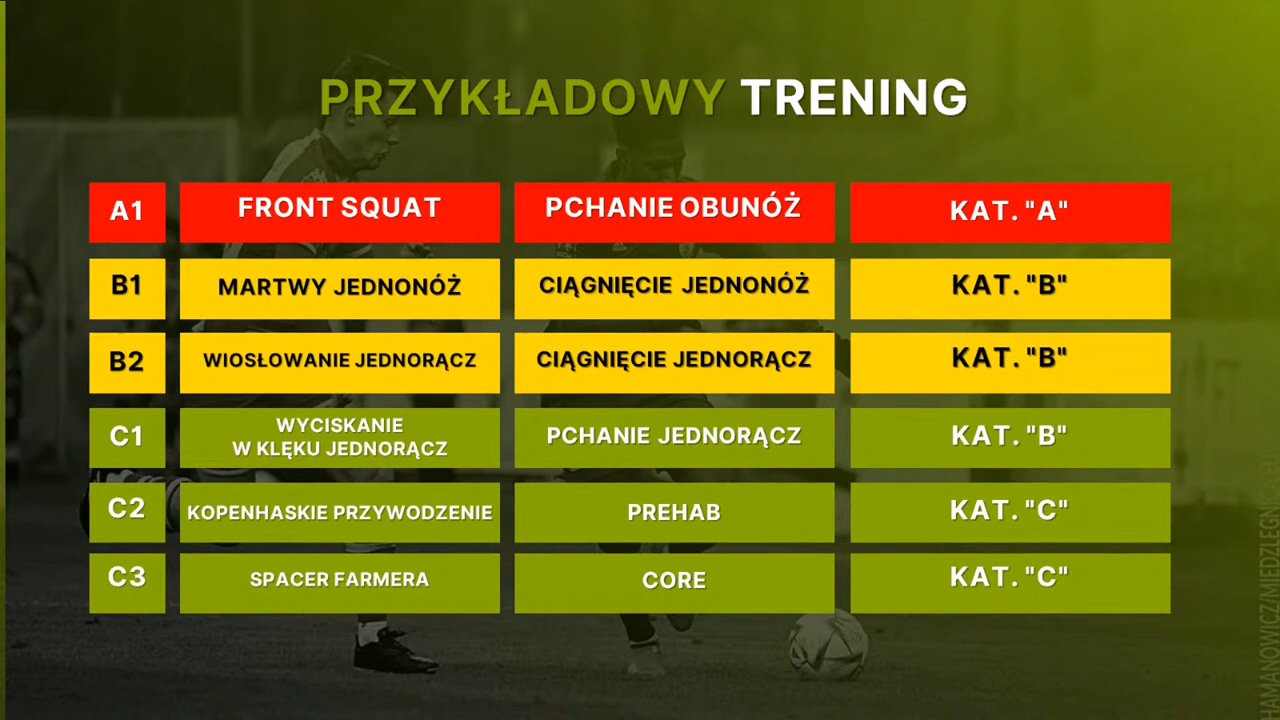 PRZYKŁADOWY TRENING
A1 FRONT SQUAT PCHANIE OBUNÓŻ KAT. "A"
B1 MARTWY JEDNONÓŻ CIĄGNIĘCIE JEDNONÓŻ KAT. "B"
B2 WIOSŁOWANIE JEDNORĄCZ CIĄGNIĘCIE JEDNORĄCZ KAT. "B"
C1 WYCISKANIE
W KLĘKU JEDNORĄCZ PCHANIE JEDNORĄCZ KAT. "B"
C2 KOPENHASKIE PRZYWODZENIE PREHAB KAT. "C"
C3 SPACER FARMERA CORE KAT. "C"